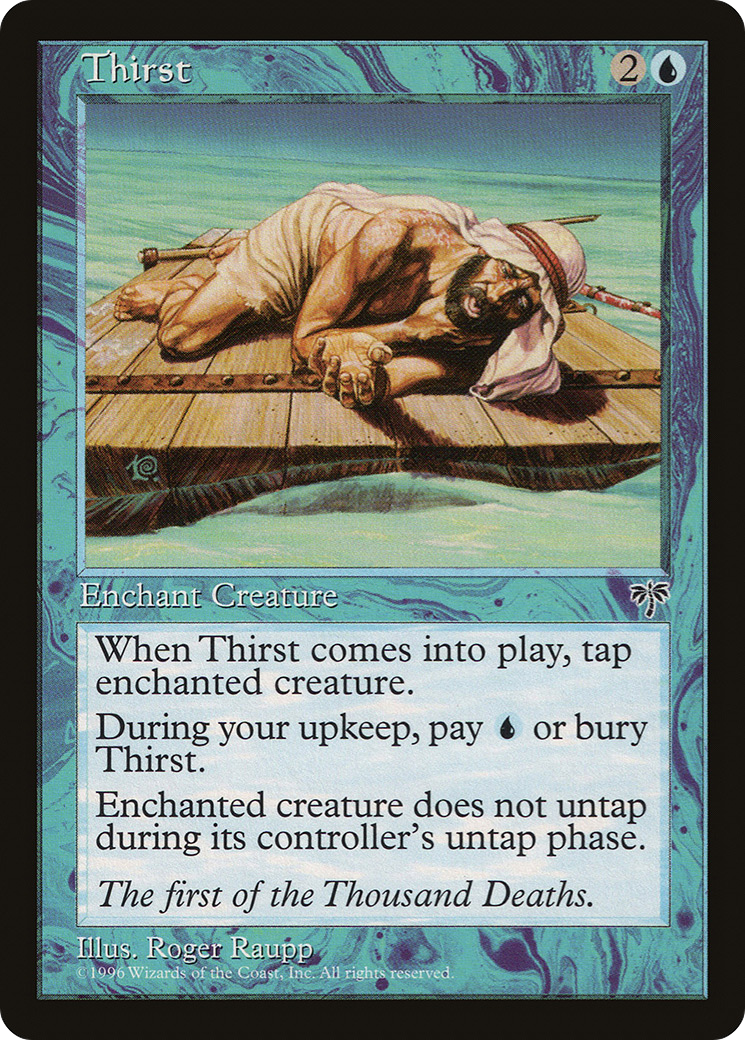 Thirst 2
When Thirst comes into play, tap
enchanted creature.
During your upkeep, pay or bury
Thirst.
Enchanted creature does not untap
during its controller's untap phase.
The first of the Thousand Deaths.
Enchant Creature
Illus. Roger Raupp
©1996 Wizards of the Coast, Inc. All rights reserved.